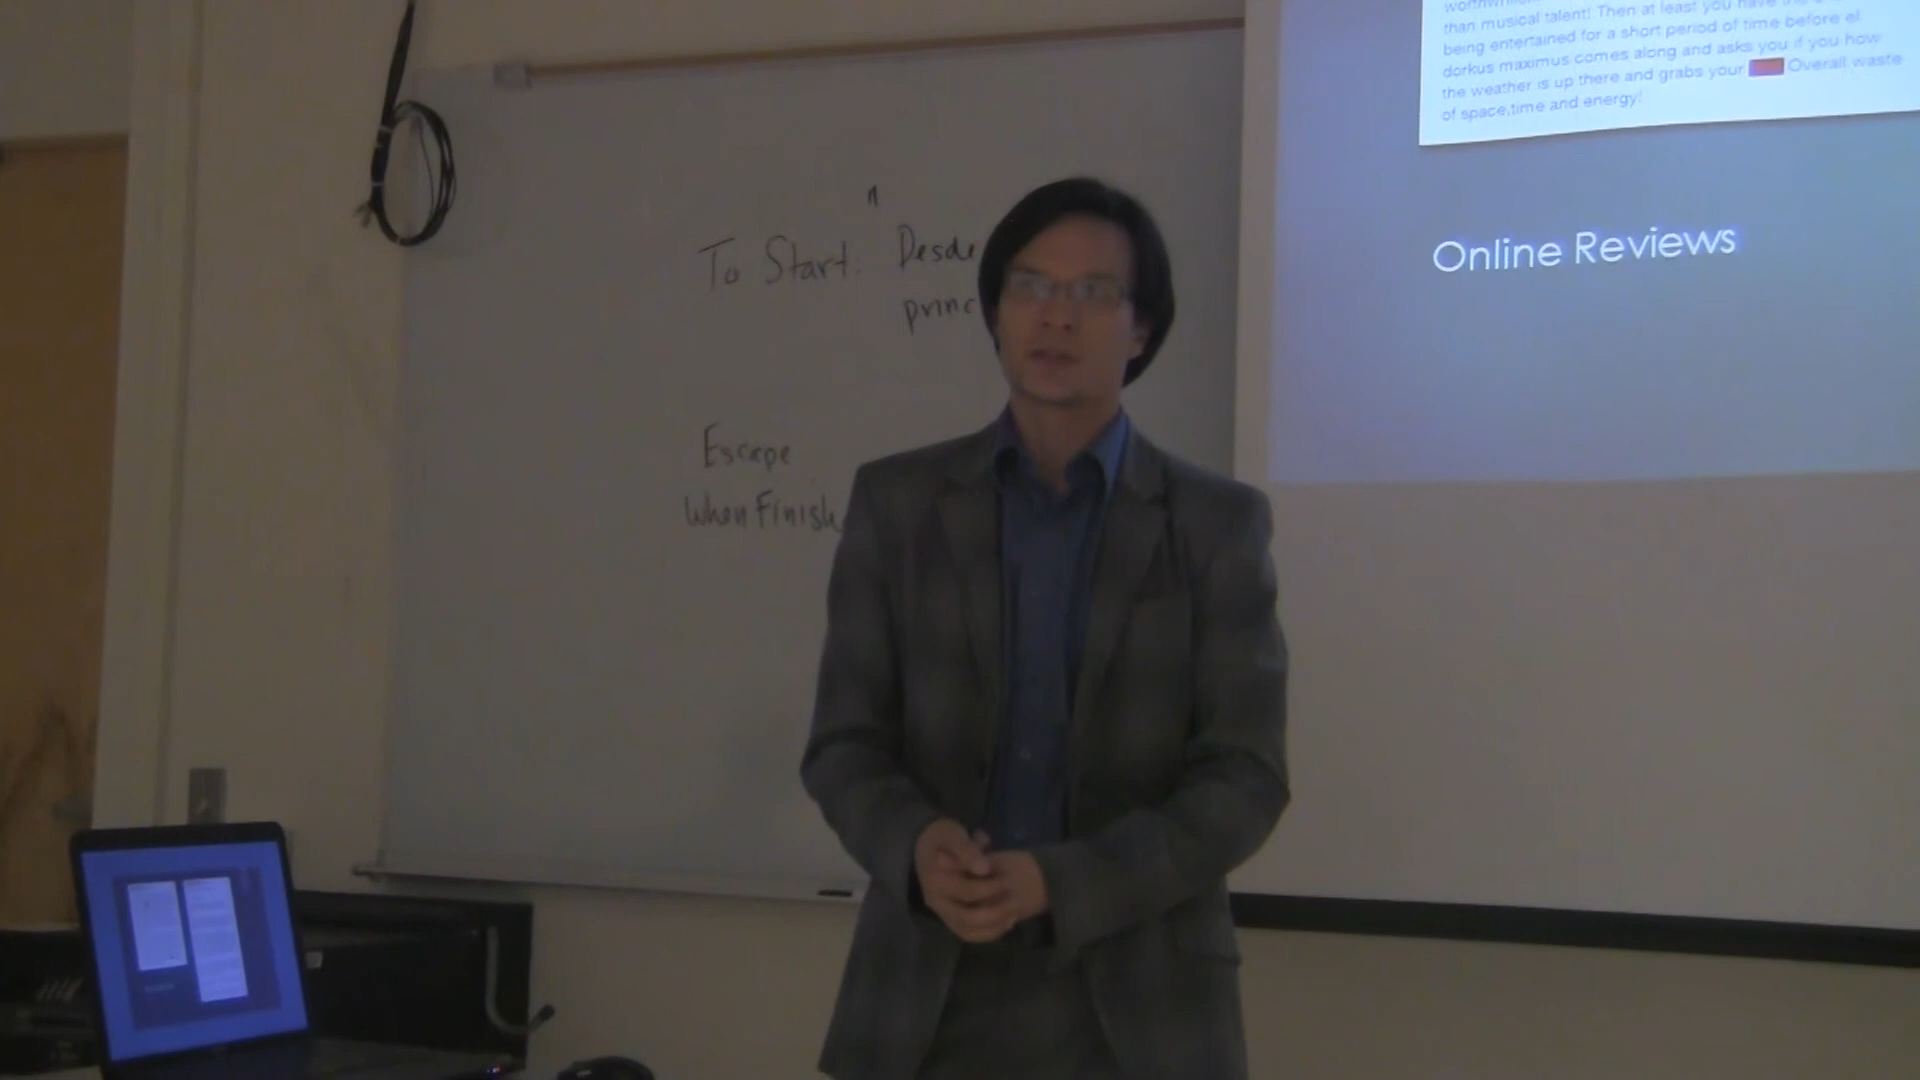 To Start: Desde
princ
Escape
When Finish
than musical talent! Then at least you have the
being entertained for a short period of time before el
dorkus maximus comes along and asks you if you how
the weather is up there and grabs your Overall waste
of space,time and energy!
Online Reviews